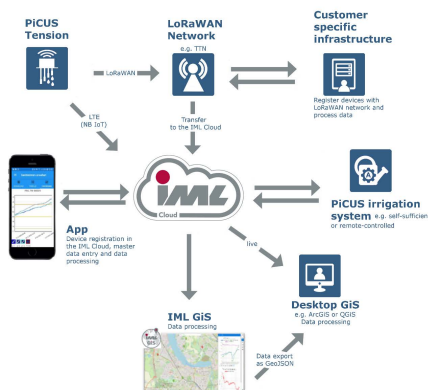 PiCUS
Tension
LoRaWAN
Network
e.g. TTN
Customer
specific
infrastructure
LoRaWAN
Register devices with
LoRaWAN network and
process data
LTE
(NB IoT)
Transfer
to the IML Cloud
iML
Cloud
App
Device registration in
the IML Cloud, master
data entry and data
processing
PiCUS irrigation
system e.g. self-sufficien
or remote-controlled
live
IML GiS
Data processing
Desktop GiS
e.g. ArcGIS or QGIS
Data processing
Data export
as GeoJSON